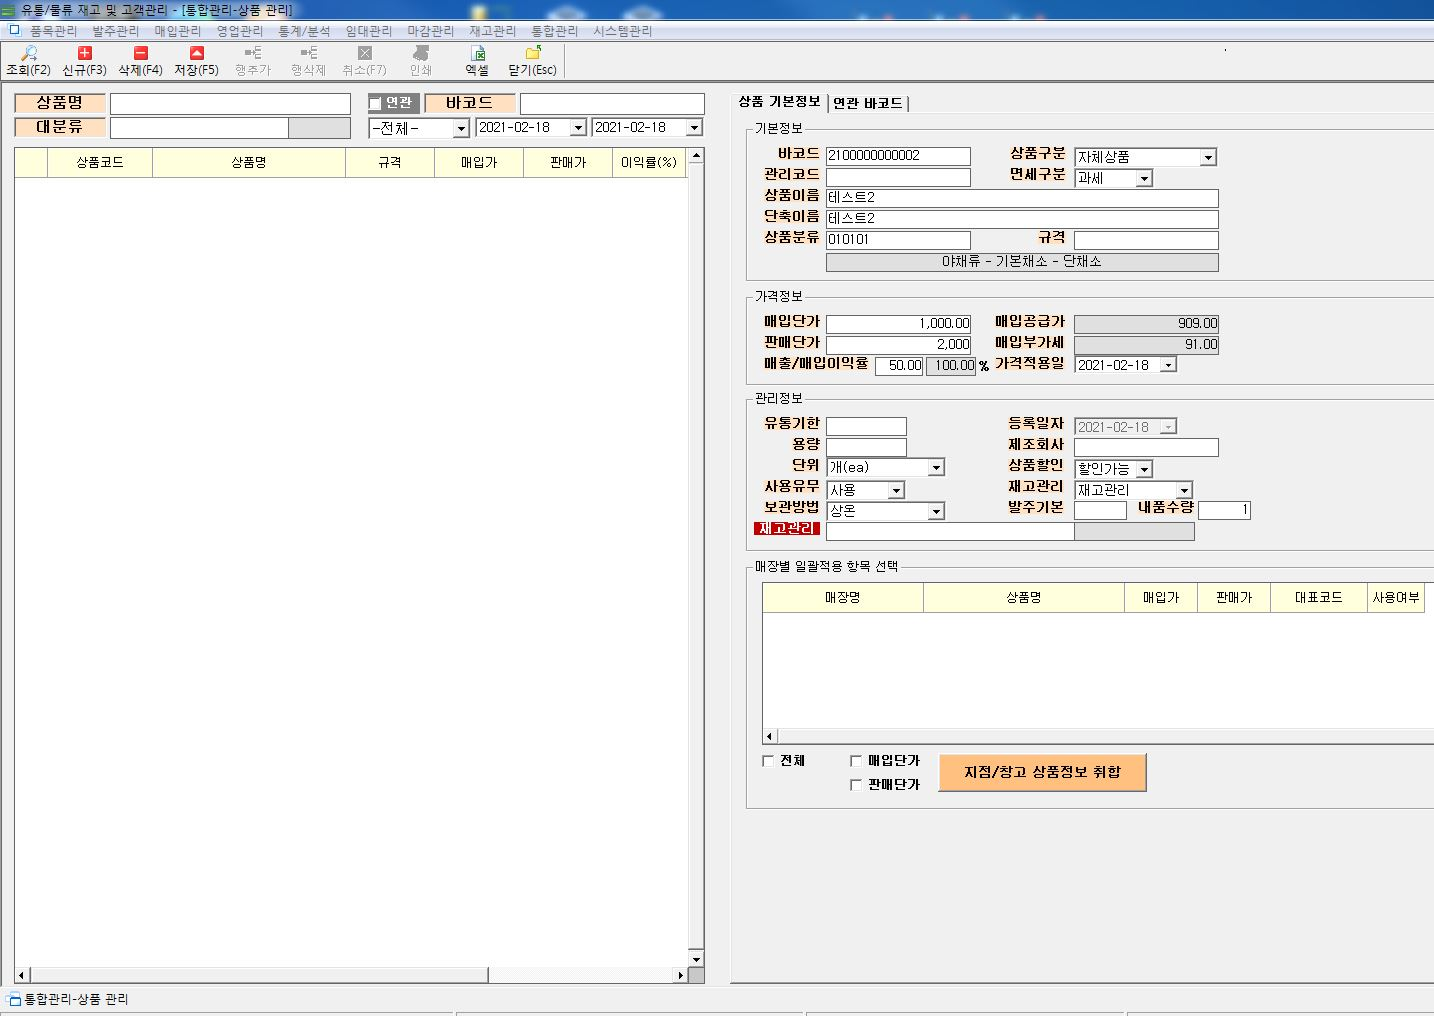 유통/물류 재고 및 고객관리 - [통합관리-상품 관리]
품목관리 발주관리 매입관리 영업관리 통계/분석 임대관리 마감관리 재고관리 통합관리 시스템관리
조회(F2) 신규(F3) 삭제(F4) 저장(F5) 행추가 행삭제 취소(F7) 인쇄 엑셀 닫기(Esc)
상품명 연관 바코드
대분류 -전체- 2021-02-18 2021-02-18
상품코드 상품명 규격 매입가 판매가 이익률(%)
상품 기본정보 연관 바코드
기본정보
바코드 2100000000002 상품구분 자체상품
관리코드 면세구분 과세
상품이름 테스트2
단축이름 테스트2
상품분류 010101 규격
야채류 - 기본채소 - 단채소
가격정보
매입단가 1,000.00 매입공급가 909.00
판매단가 2,000 매입부가세 91.00
매출/매입이익률 50.00 100.00 % 가격적용일 2021-02-18
관리정보
유통기한 등록일자 2021-02-18
용량 제조회사
단위 개(ea) 상품할인 할인가능
사용유무 사용 재고관리 재고관리
보관방법 상온 발주기본 내품수량 1
재고관리
매장별 일괄적용 항목 선택
매장명 상품명 매입가 판매가 대표코드 사용여부
전체 매입단가 지점/창고 상품정보 취합
판매단가
통합관리-상품 관리